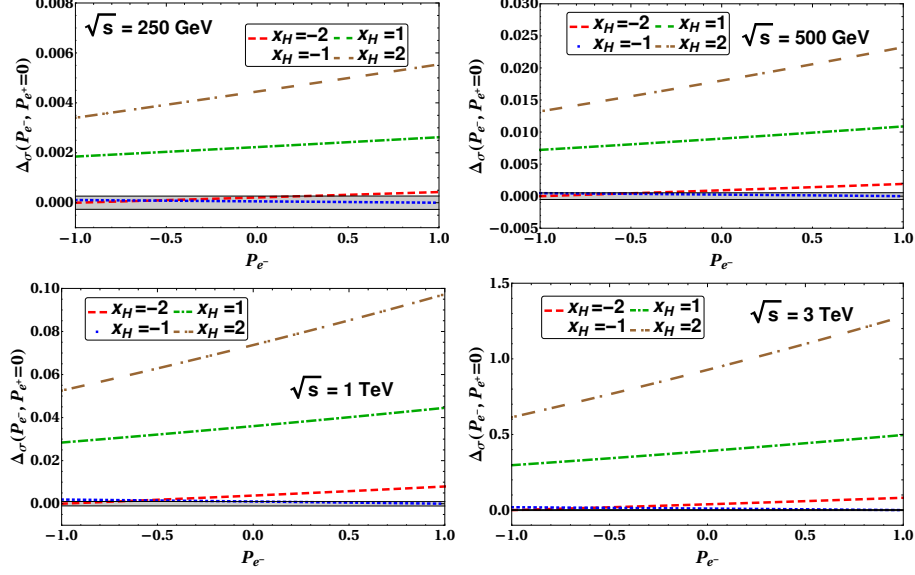 √s = 250 GeV
x_H =−2 x_H =1
x_H =−1 x_H =2
Δ_σ(P_e⁻, P_e⁺=0)
0.008
0.006
0.004
0.002
0.000
−1.0 −0.5 0.0 0.5 1.0
P_e⁻
x_H =−2 x_H =1
x_H =−1 x_H =2
√s = 500 GeV
Δ_σ(P_e⁻, P_e⁺=0)
0.030
0.025
0.020
0.015
0.010
0.005
0.000
−0.005
−1.0 −0.5 0.0 0.5 1.0
P_e⁻
x_H =−2 x_H =1
x_H =−1 x_H =2
√s = 1 TeV
Δ_σ(P_e⁻, P_e⁺=0)
0.10
0.08
0.06
0.04
0.02
0.00
−1.0 −0.5 0.0 0.5 1.0
P_e⁻
x_H =−2 x_H =1
x_H =−1 x_H =2
√s = 3 TeV
Δ_σ(P_e⁻, P_e⁺=0)
1.5
1.0
0.5
0.0
−1.0 −0.5 0.0 0.5 1.0
P_e⁻